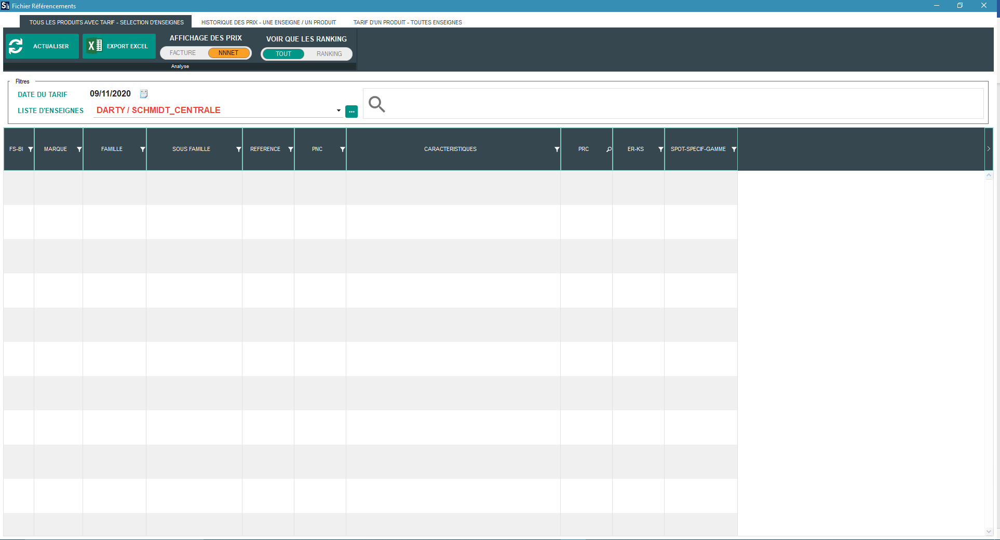 Fichier Référencements
TOUS LES PRODUITS AVEC TARIF - SELECTION D'ENSEIGNES
HISTORIQUE DES PRIX - UNE ENSEIGNE / UN PRODUIT
TARIF D'UN PRODUIT - TOUTES ENSEIGNES
ACTUALISER
EXPORT EXCEL
AFFICHAGE DES PRIX
FACTURE
NNNET
VOIR QUE LES RANKING
TOUT
RANKING
Analyse
Flitres
DATE DU TARIF
09/11/2020
LISTE D'ENSEIGNES
DARTY / SCHMIDT_CENTRALE
FS-BI
MARQUE
FAMILLE
SOUS FAMILLE
REFERENCE
PNC
CARACTERISTIQUES
PRC
ER-KS
SPOT-SPECIF-GAMME